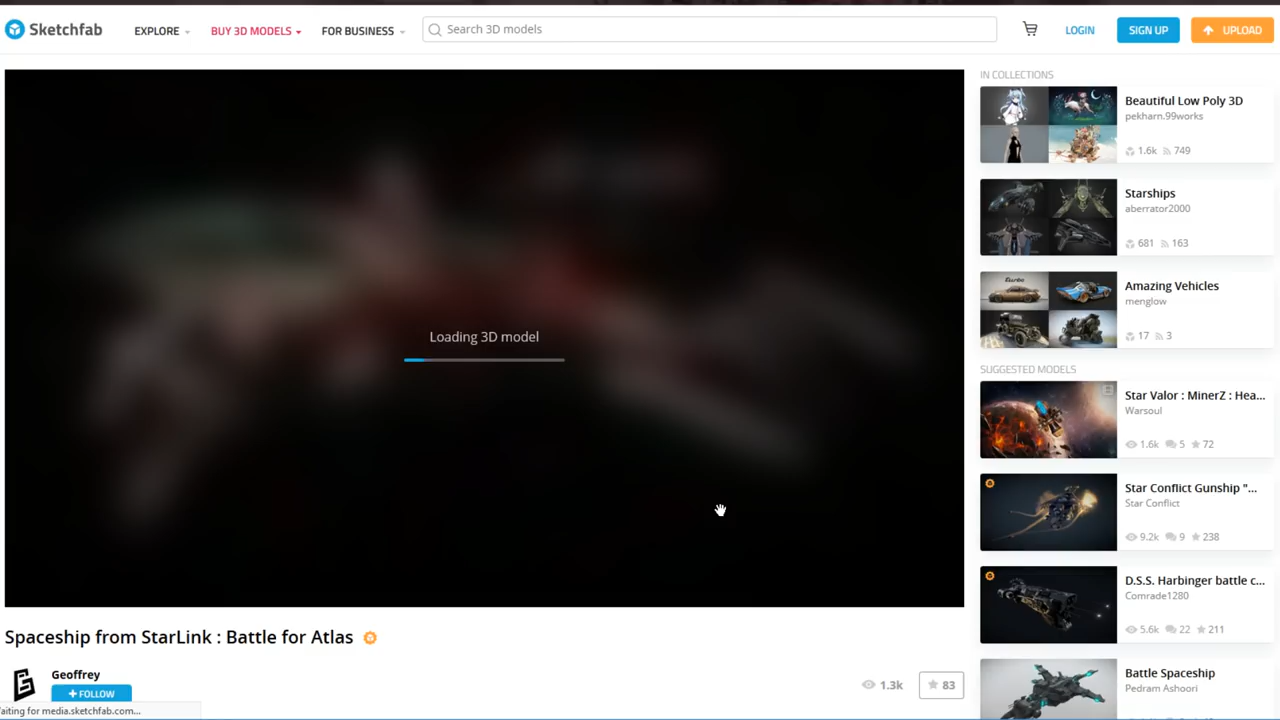 Sketchfab EXPLORE BUY 3D MODELS FOR BUSINESS Search 3D models LOGIN SIGN UP UPLOAD
Loading 3D model
Spaceship from StarLink : Battle for Atlas
Geoffrey
+ FOLLOW
1.3k 83
aiting for media.sketchfab.com...
IN COLLECTIONS
Beautiful Low Poly 3D
pekharn.99works
1.6k 749
Starships
aberrator2000
681 163
Turbo
Amazing Vehicles
menglow
17 3
SUGGESTED MODELS
Star Valor : MinerZ : Hea...
Warsoul
1.6k 5 72
Star Conflict Gunship "...
Star Conflict
9.2k 9 238
D.S.S. Harbinger battle c...
Comrade1280
5.6k 22 211
Battle Spaceship
Pedram Ashoori